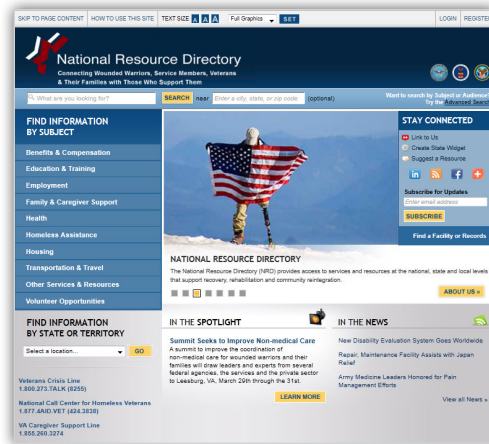 SKIP TO PAGE CONTENT HOW TO USE THIS SITE TEXT SIZE A A A Full Graphics SET LOGIN REGISTER
National Resource Directory
Connecting Wounded Warriors, Service Members, Veterans
& Their Families with Those Who Support Them
What are you looking for? SEARCH near Enter a city, state, or zip code (optional)
Want to search by Subject or Audience?
Try the Advanced Search
FIND INFORMATION
BY SUBJECT
Benefits & Compensation
Education & Training
Employment
Family & Caregiver Support
Health
Homeless Assistance
Housing
Transportation & Travel
Other Services & Resources
Volunteer Opportunities
STAY CONNECTED
Link to Us
Create State Widget
Suggest a Resource
in f +
Subscribe for Updates
Enter email address
SUBSCRIBE
Find a Facility or Records
NATIONAL RESOURCE DIRECTORY
The National Resource Directory (NRD) provides access to services and resources at the national, state and local levels
that support recovery, rehabilitation and community reintegration.
ABOUT US »
FIND INFORMATION
BY STATE OR TERRITORY
Select a location... GO
Veterans Crisis Line
1.800.273.TALK (8255)
National Call Center for Homeless Veterans
1.877.4AID.VET (424.3838)
VA Caregiver Support Line
1.855.260.3274
IN THE SPOTLIGHT
Summit Seeks to Improve Non-medical Care
A summit to improve the coordination of
non-medical care for wounded warriors and their
families will draw leaders and experts from several
federal agencies, the services and the private sector
to Leesburg, VA, March 29th through the 31st.
LEARN MORE
IN THE NEWS
New Disability Evaluation System Goes Worldwide
Repair, Maintenance Facility Assists with Japan
Relief
Army Medicine Leaders Honored for Pain
Management Efforts
View all News »